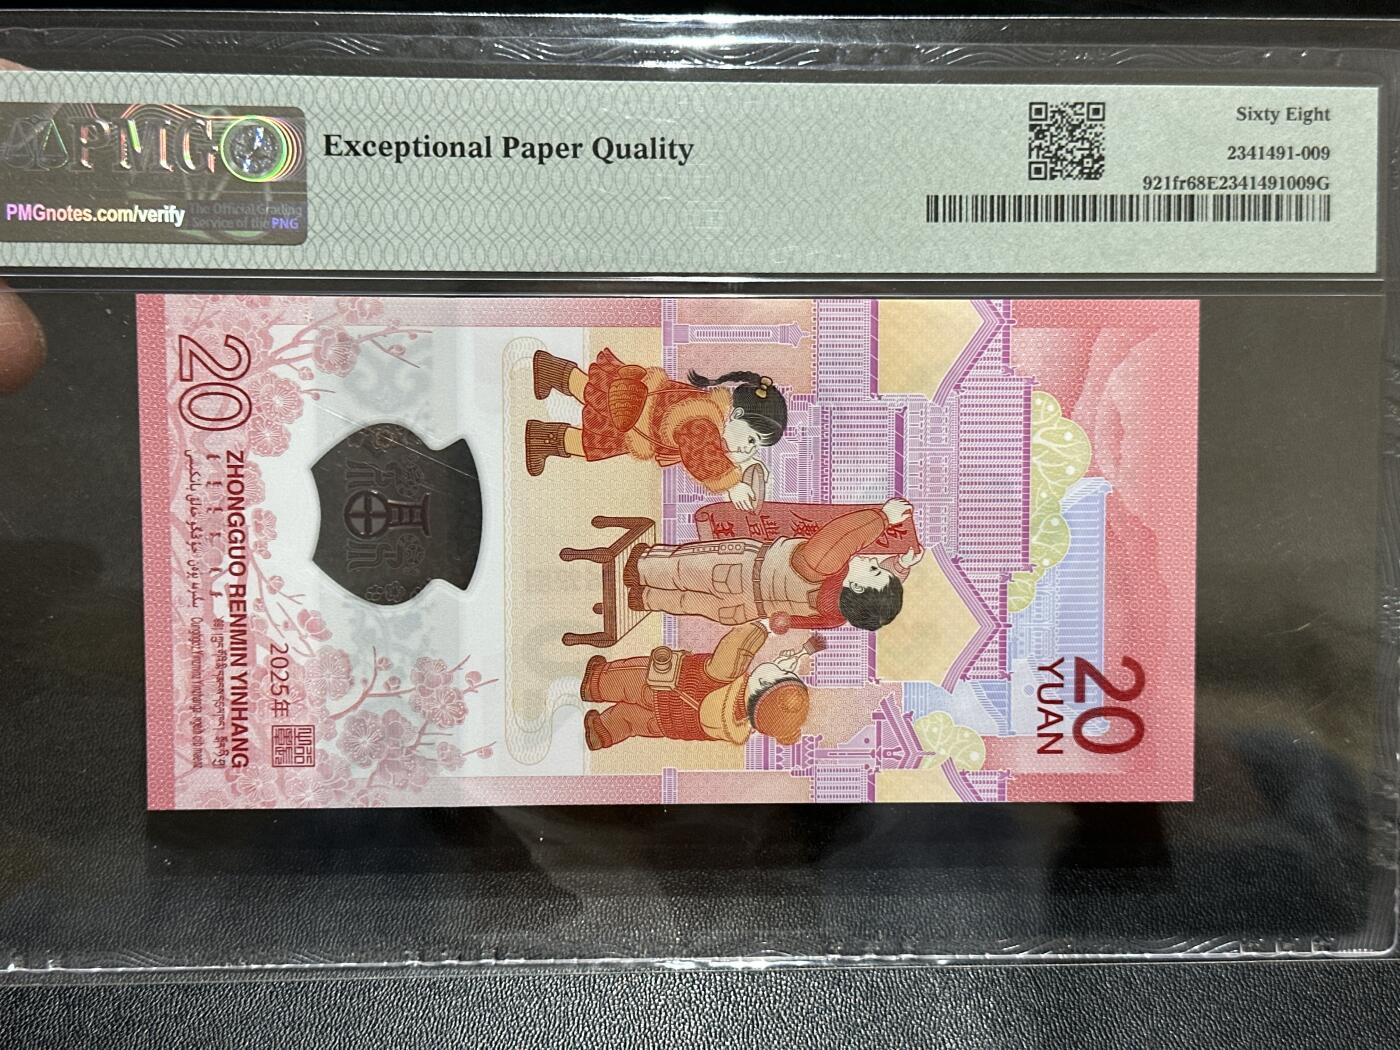 PMG
PMGnotes.com/verify
The Official Grading
Service of the PNG
Exceptional Paper Quality
Sixty Eight
2341491-009
921fr68E2341491009G
20
ZHONGGUO RENMIN YINHANG
2025年
20
YUAN